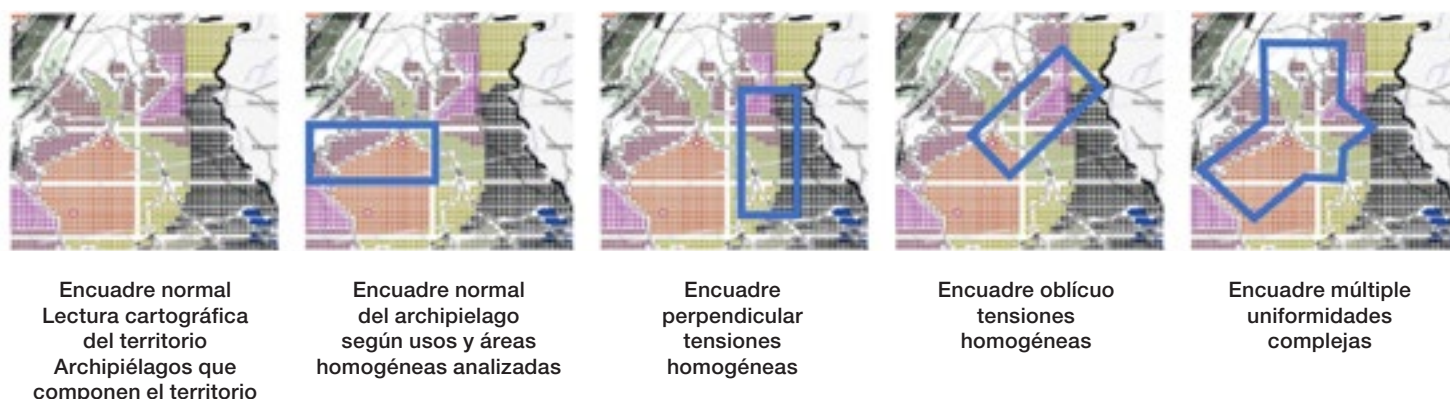 Encuadre normal
Lectura cartográfica
del territorio
Archipiélagos que
componen el territorio
Encuadre normal
del archipielago
según usos y áreas
homogéneas analizadas
Encuadre
perpendicular
tensiones
homogéneas
Encuadre oblícuo
tensiones
homogéneas
Encuadre múltiple
uniformidades
complejas